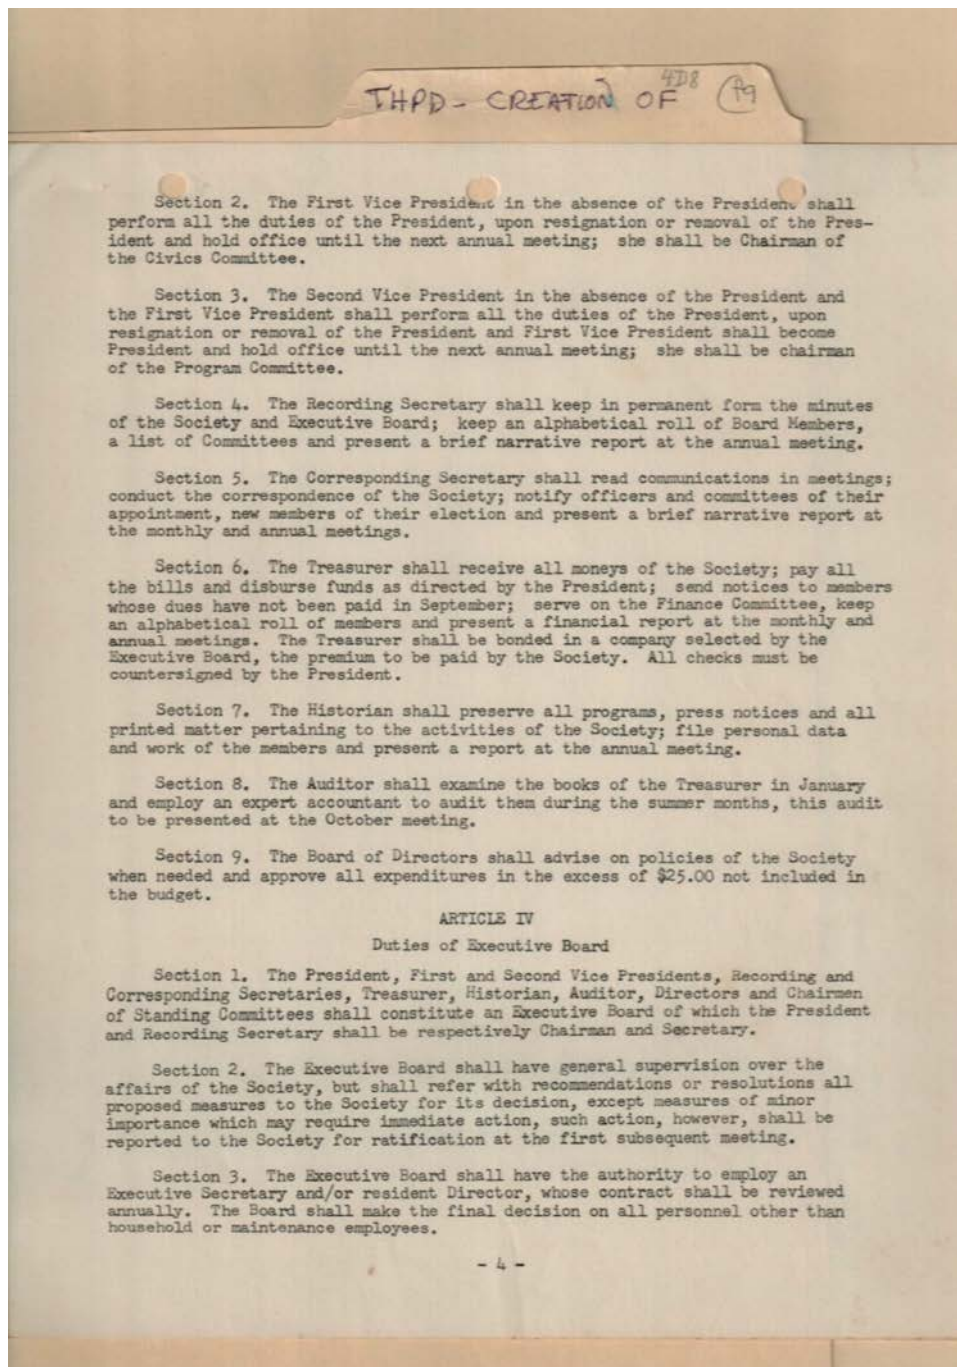 4D8
THPD - CREATION OF P9
Section 2. The First Vice President in the absence of the President shall
perform all the duties of the President, upon resignation or removal of the Pres-
ident and hold office until the next annual meeting; she shall be Chairman of
the Civics Committee.
Section 3. The Second Vice President in the absence of the President and
the First Vice President shall perform all the duties of the President, upon
resignation or removal of the President and First Vice President shall become
President and hold office until the next annual meeting; she shall be chairman
of the Program Committee.
Section 4. The Recording Secretary shall keep in permanent form the minutes
of the Society and Executive Board; keep an alphabetical roll of Board Members,
a list of Committees and present a brief narrative report at the annual meeting.
Section 5. The Corresponding Secretary shall read communications in meetings;
conduct the correspondence of the Society; notify officers and committees of their
appointment, new members of their election and present a brief narrative report at
the monthly and annual meetings.
Section 6. The Treasurer shall receive all moneys of the Society; pay all
the bills and disburse funds as directed by the President; send notices to members
whose dues have not been paid in September; serve on the Finance Committee, keep
an alphabetical roll of members and present a financial report at the monthly and
annual meetings. The Treasurer shall be bonded in a company selected by the
Executive Board, the premium to be paid by the Society. All checks must be
countersigned by the President.
Section 7. The Historian shall preserve all programs, press notices and all
printed matter pertaining to the activities of the Society; file personal data
and work of the members and present a report at the annual meeting.
Section 8. The Auditor shall examine the books of the Treasurer in January
and employ an expert accountant to audit them during the summer months, this audit
to be presented at the October meeting.
Section 9. The Board of Directors shall advise on policies of the Society
when needed and approve all expenditures in the excess of $25.00 not included in
the budget.
ARTICLE IV
Duties of Executive Board
Section 1. The President, First and Second Vice Presidents, Recording and
Corresponding Secretaries, Treasurer, Historian, Auditor, Directors and Chairmen
of Standing Committees shall constitute an Executive Board of which the President
and Recording Secretary shall be respectively Chairman and Secretary.
Section 2. The Executive Board shall have general supervision over the
affairs of the Society, but shall refer with recommendations or resolutions all
proposed measures to the Society for its decision, except measures of minor
importance which may require immediate action, such action, however, shall be
reported to the Society for ratification at the first subsequent meeting.
Section 3. The Executive Board shall have the authority to employ an
Executive Secretary and/or resident Director, whose contract shall be reviewed
annually. The Board shall make the final decision on all personnel other than
household or maintenance employees.
- 4 -